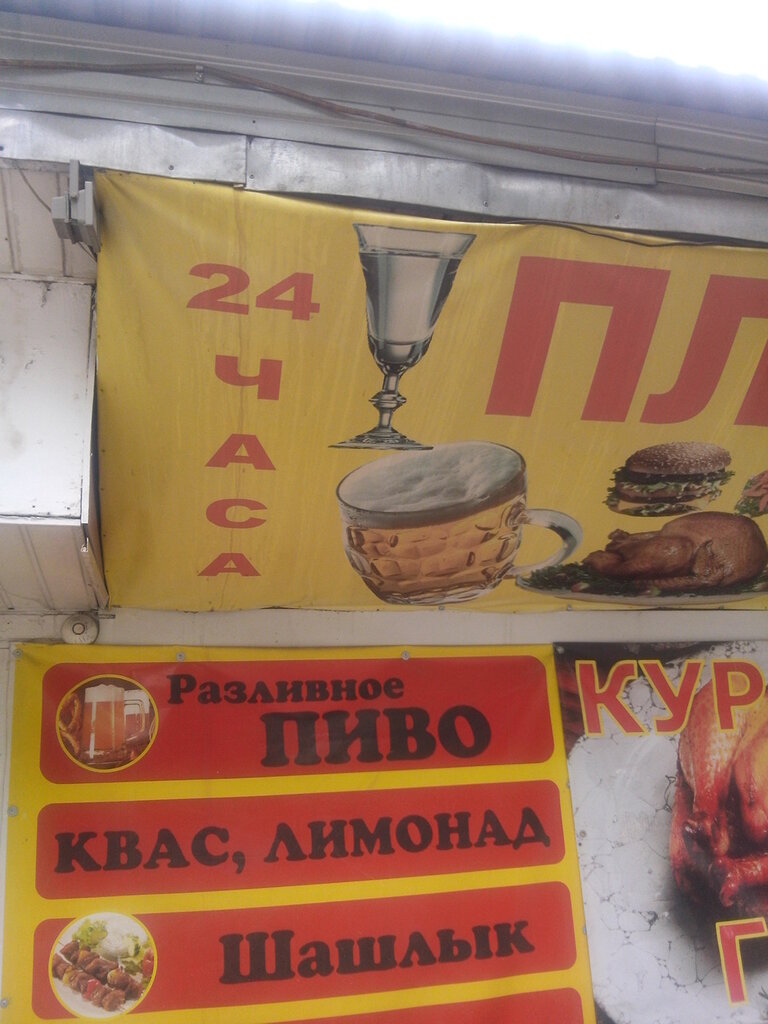 24
ЧАСА
ПЛ
Разливное
ПИВО
КВАС, ЛИМОНАД
Шашлык
КУР
Г